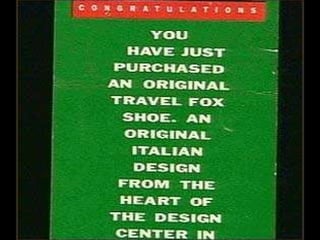 CONGRATULATIONS
YOU
HAVE JUST
PURCHASED
AN ORIGINAL
TRAVEL FOX
SHOE. AN
ORIGINAL
ITALIAN
DESIGN
FROM THE
HEART OF
THE DESIGN
CENTER IN